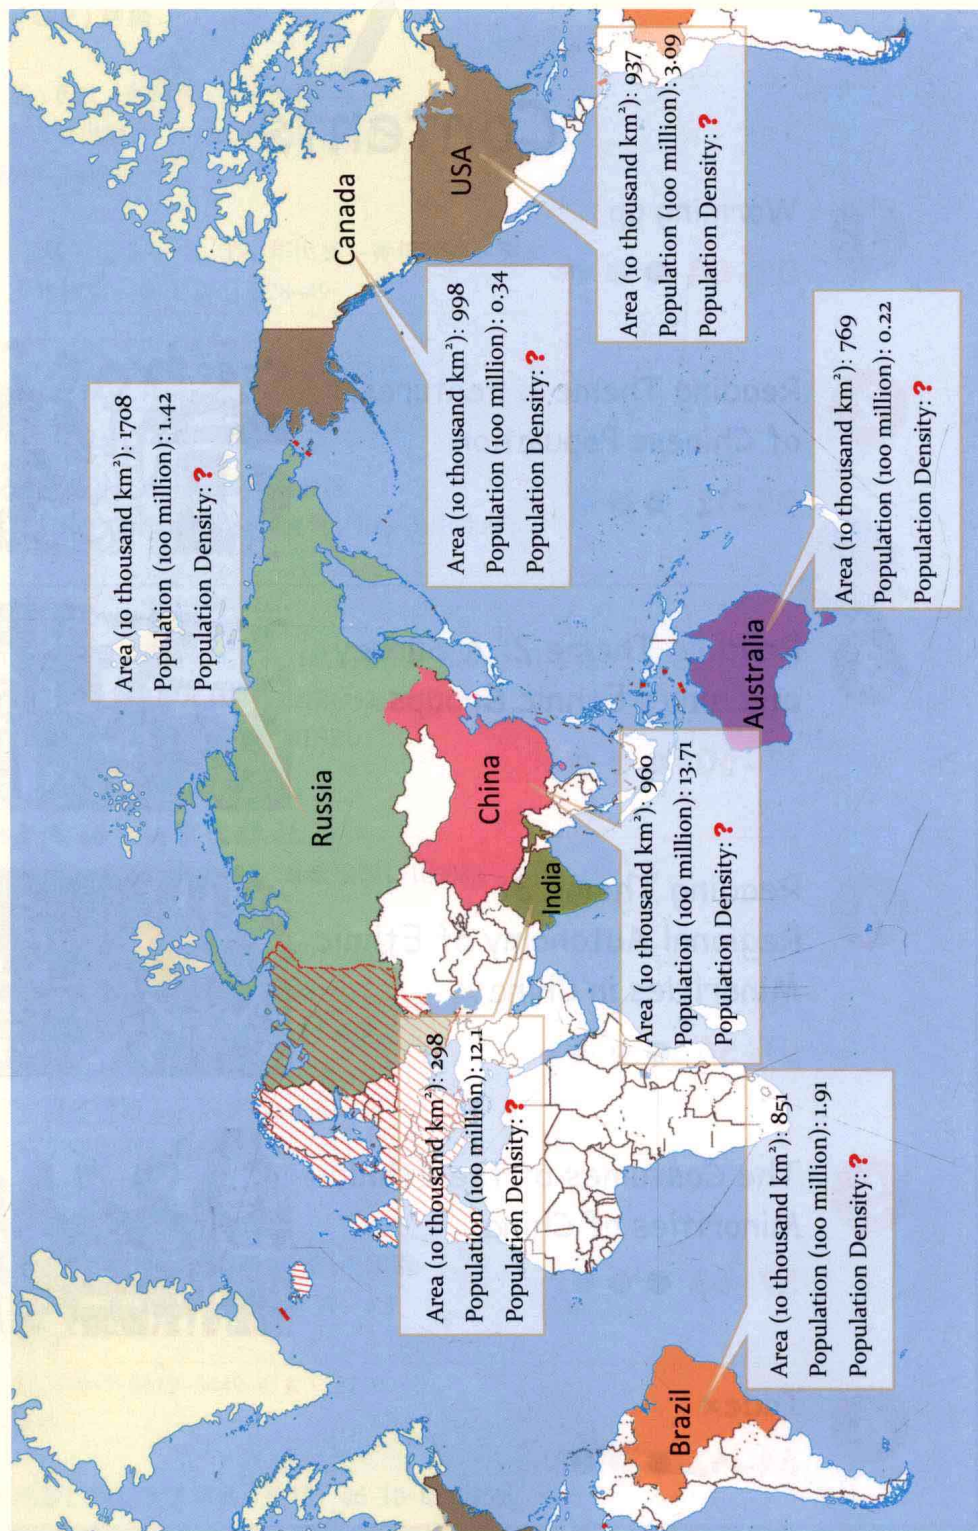 Area (10 thousand km²): 1708
Population (100 million): 1.42
Population Density: ?
Russia
Canada
USA
China
India
Area (10 thousand km²): 298
Population (100 million): 12.1
Population Density: ?
Area (10 thousand km²): 998
Population (100 million): 0.34
Population Density: ?
Area (10 thousand km²): 960
Population (100 million): 13.71
Population Density: ?
Area (10 thousand km²): 937
Population (100 million): 3.09
Population Density: ?
Brazil
Australia
Area (10 thousand km²): 851
Population (100 million): 1.91
Population Density: ?
Area (10 thousand km²): 769
Population (100 million): 0.22
Population Density: ?